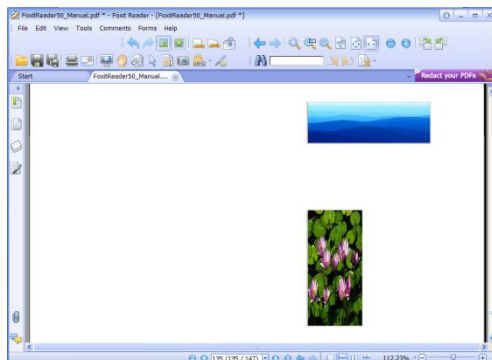 FoxitReader50_Manual.pdf * - Foxit Reader - [FoxitReader50_Manual.pdf *]
File Edit View Tools Comments Forms Help
Start FoxitReader50_Manual.... Redact your PDFs
135 (135 / 147) 112.23%